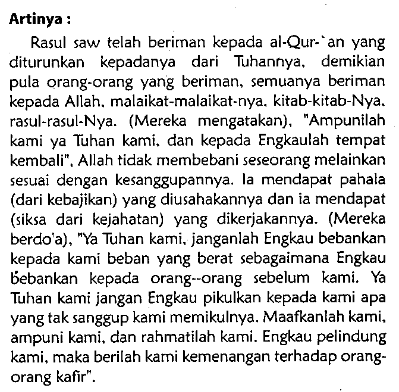 Artinya :
Rasul saw telah beriman kepada al-Qur-`an yang
diturunkan kepadanya dari Tuhannya, demikian
pula orang-orang yang beriman, semuanya beriman
kepada Allah, malaikat-malaikat-nya, kitab-kitab-Nya,
rasul-rasul-Nya. (Mereka mengatakan), "Ampunilah
kami ya Tuhan kami, dan kepada Engkaulah tempat
kembali", Allah tidak membebani seseorang melainkan
sesuai dengan kesanggupannya. Ia mendapat pahala
(dari kebajikan) yang diusahakannya dan ia mendapat
(siksa dari kejahatan) yang dikerjakannya. (Mereka
berdo'a), "Ya Tuhan kami, janganlah Engkau bebankan
kepada kami beban yang berat sebagaimana Engkau
bebankan kepada orang--orang sebelum kami. Ya
Tuhan kami jangan Engkau pikulkan kepada kami apa
yang tak sanggup kami memikulnya. Maafkanlah kami,
ampuni kami, dan rahmatilah kami. Engkau pelindung
kami, maka berilah kami kemenangan terhadap orang-
orang kafir".